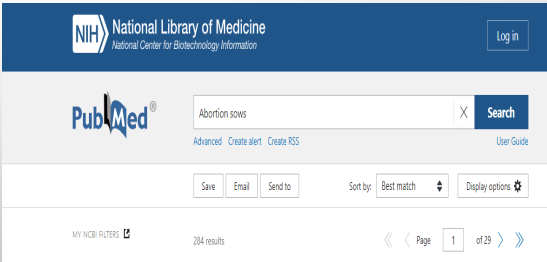 NIH National Library of Medicine
National Center for Biotechnology Information
Log in
PubMed®
Abortion sows
Search
Advanced Create alert Create RSS User Guide
Save Email Send to Sort by: Best match Display options
MY NCBI FILTERS 284 results Page 1 of 29